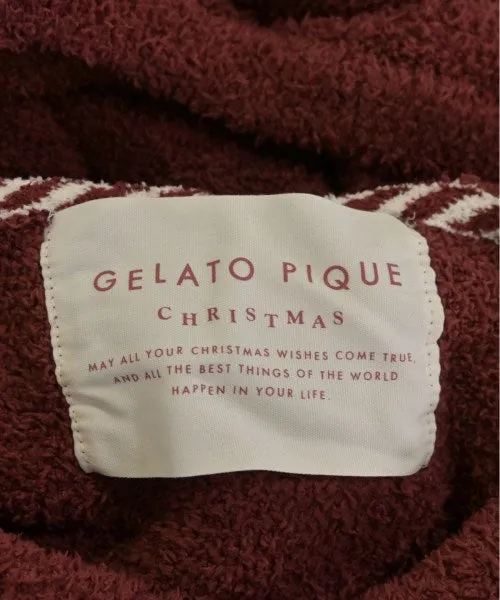 GELATO PIQUE
CHRISTMAS
MAY ALL YOUR CHRISTMAS WISHES COME TRUE,
AND ALL THE BEST THINGS OF THE WORLD
HAPPEN IN YOUR LIFE.